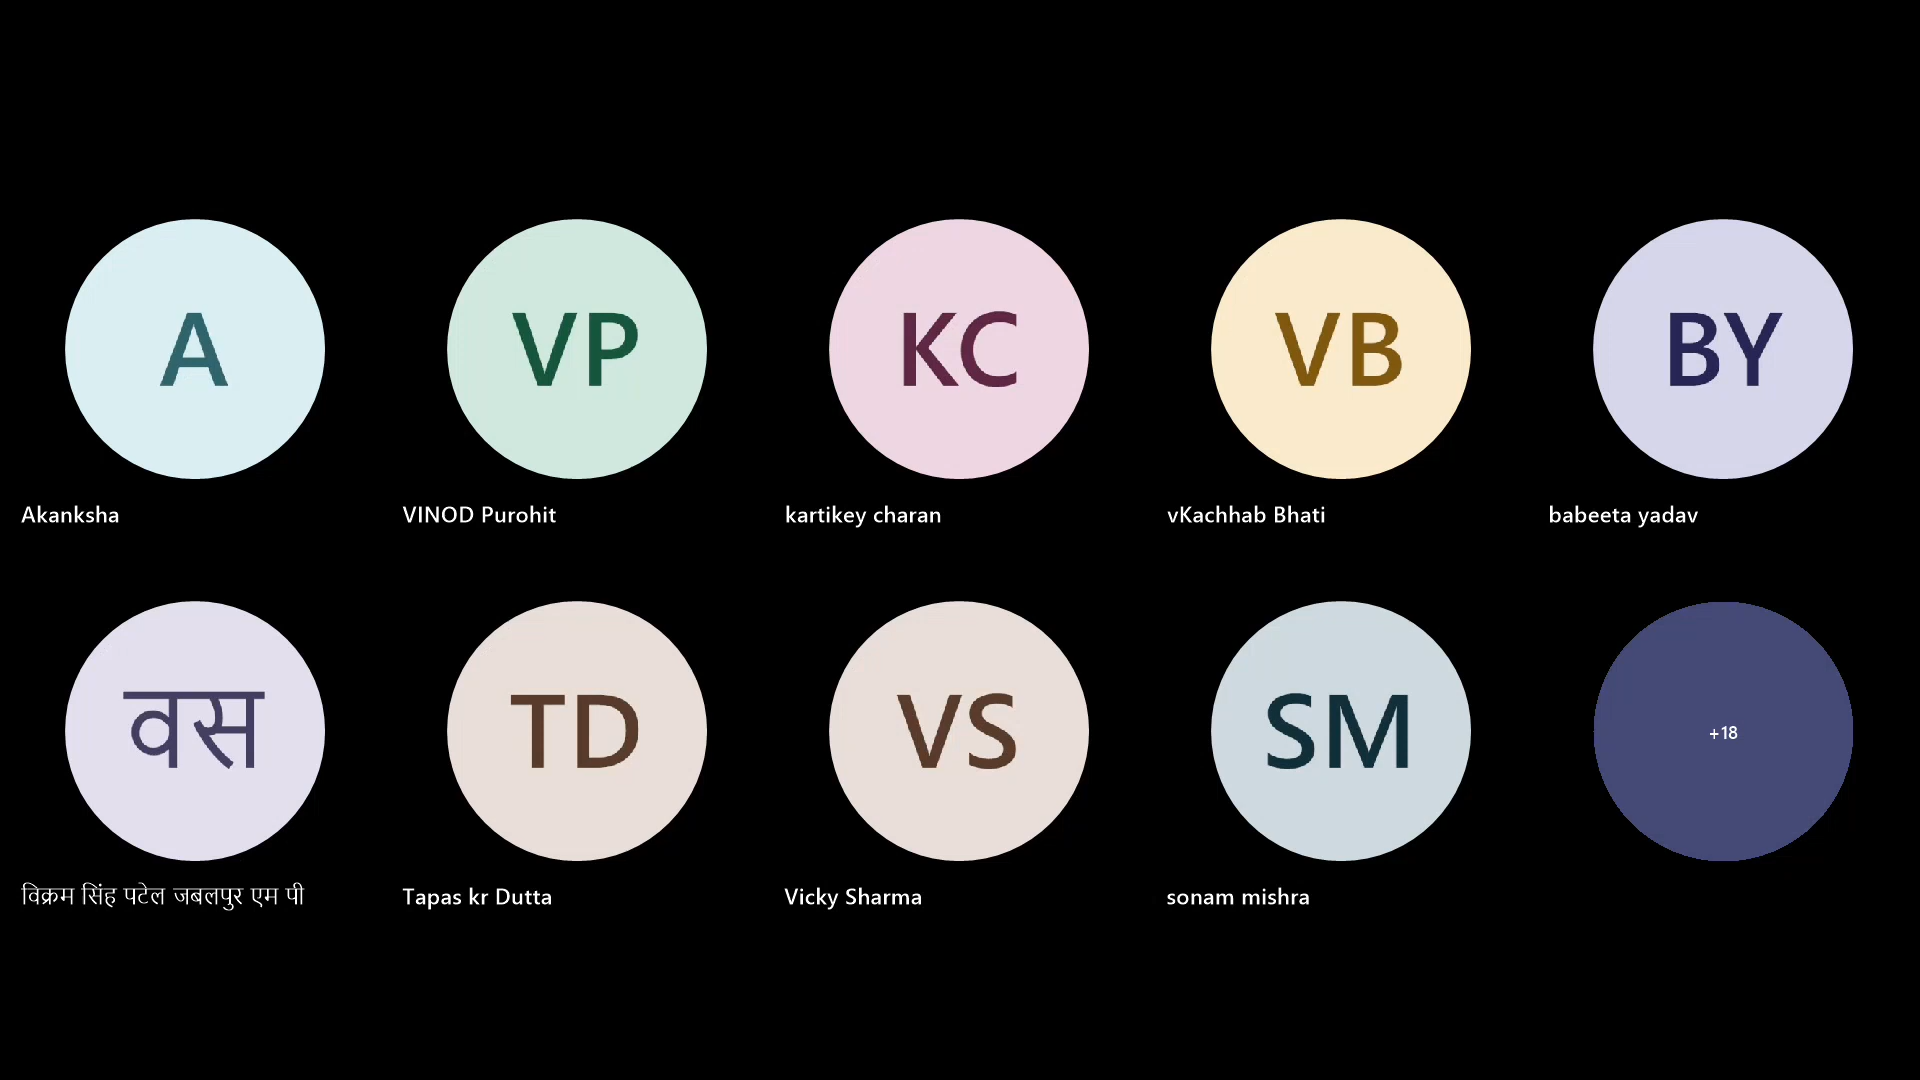 A
VP
KC
VB
BY
Akanksha
VINOD Purohit
kartikey charan
vKachhab Bhati
babeeta yadav
वस
TD
VS
SM
+18
विक्रम सिंह पटेल जबलपुर एम पी
Tapas kr Dutta
Vicky Sharma
sonam mishra